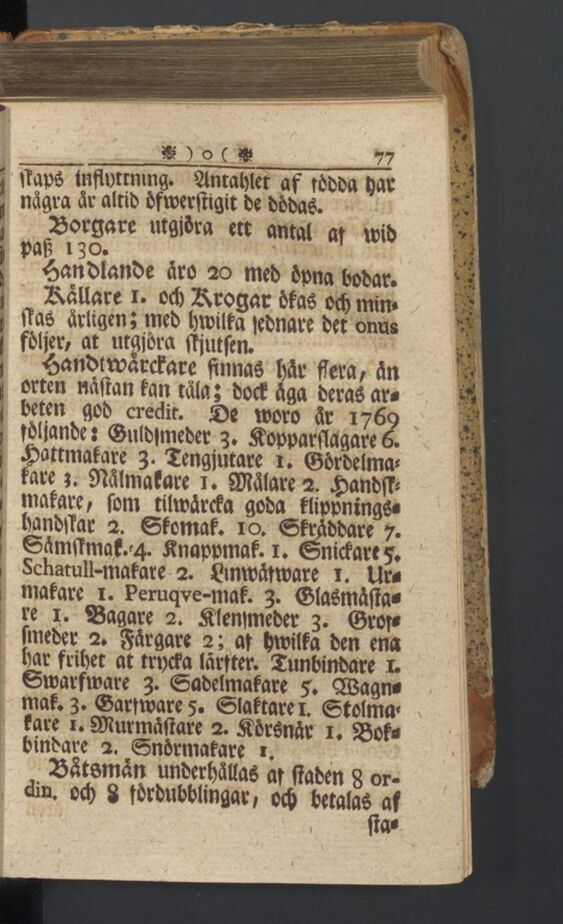 ❉ ) o ( ❉ 77
skaps inflyttning. Antahlet af födda har
några år altid öfwerstigit de dödas.
Borgare utgjöra ett antal af wid
paß 130.
Handlande äro 20 med öpna bodar.
Källare 1. och Krogar ökas och min-
skas årligen; med hwilka sednare det onus
följer, at utgjöra skjutsen.
Handtwärckare finnas här flera, än
orten nästan kan tåla; dock äga deras ar-
beten god credit. De woro år 1769
följande: Guldsmeder 3. Kopparslagare 6.
Hattmakare 3. Tengjutare 1. Gördelma-
kare 3. Nålmakare 1. Målare 2. Handsk-
makare, som tilwärcka goda klippnings-
handskar 2. Skomak. 10. Skräddare 7.
Sämskmak. 4. Knappmak. 1. Snickare 5.
Schatull-makare 2. Linwäfware 1. Ur-
makare 1. Peruqve-mak. 3. Glasmästa-
re 1. Bagare 2. Klensmeder 3. Grof-
smeder 2. Färgare 2; af hwilka den ena
har frihet at trycka lärfter. Tunbindare 1.
Swarfware 3. Sadelmakare 5. Wagn-
mak. 3. Garfware 5. Slaktare 1. Stolma-
kare 1. Murmästare 2. Körsnär 1. Bok-
bindare 2. Snörmakare 1.
Båtsmän underhållas af staden 8 or-
din. och 8 fördubblingar, och betalas af
sta-